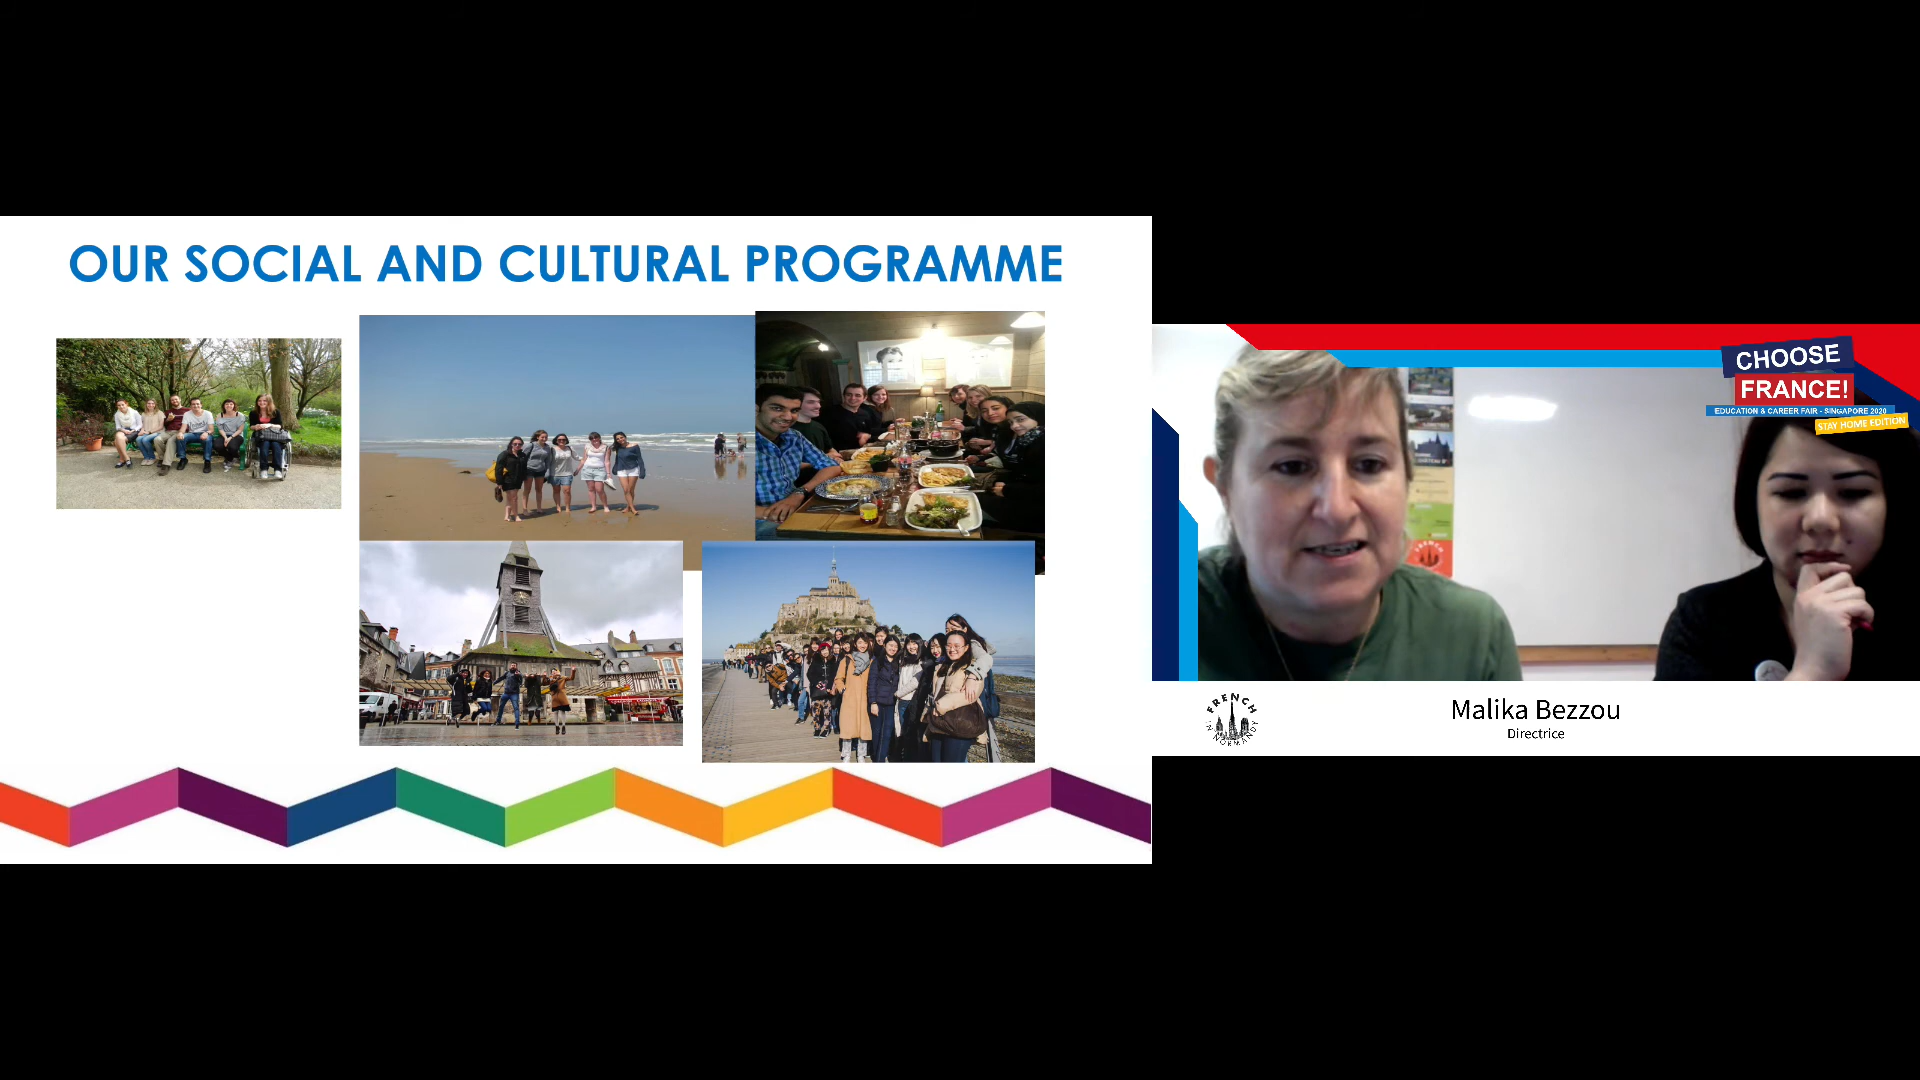 OUR SOCIAL AND CULTURAL PROGRAMME
CHOOSE
FRANCE!
EDUCATION & CAREER FAIR - SINGAPORE 2020
STAY HOME EDITION
FRENCH
IN NORMANDY
Malika Bezzou
Directrice